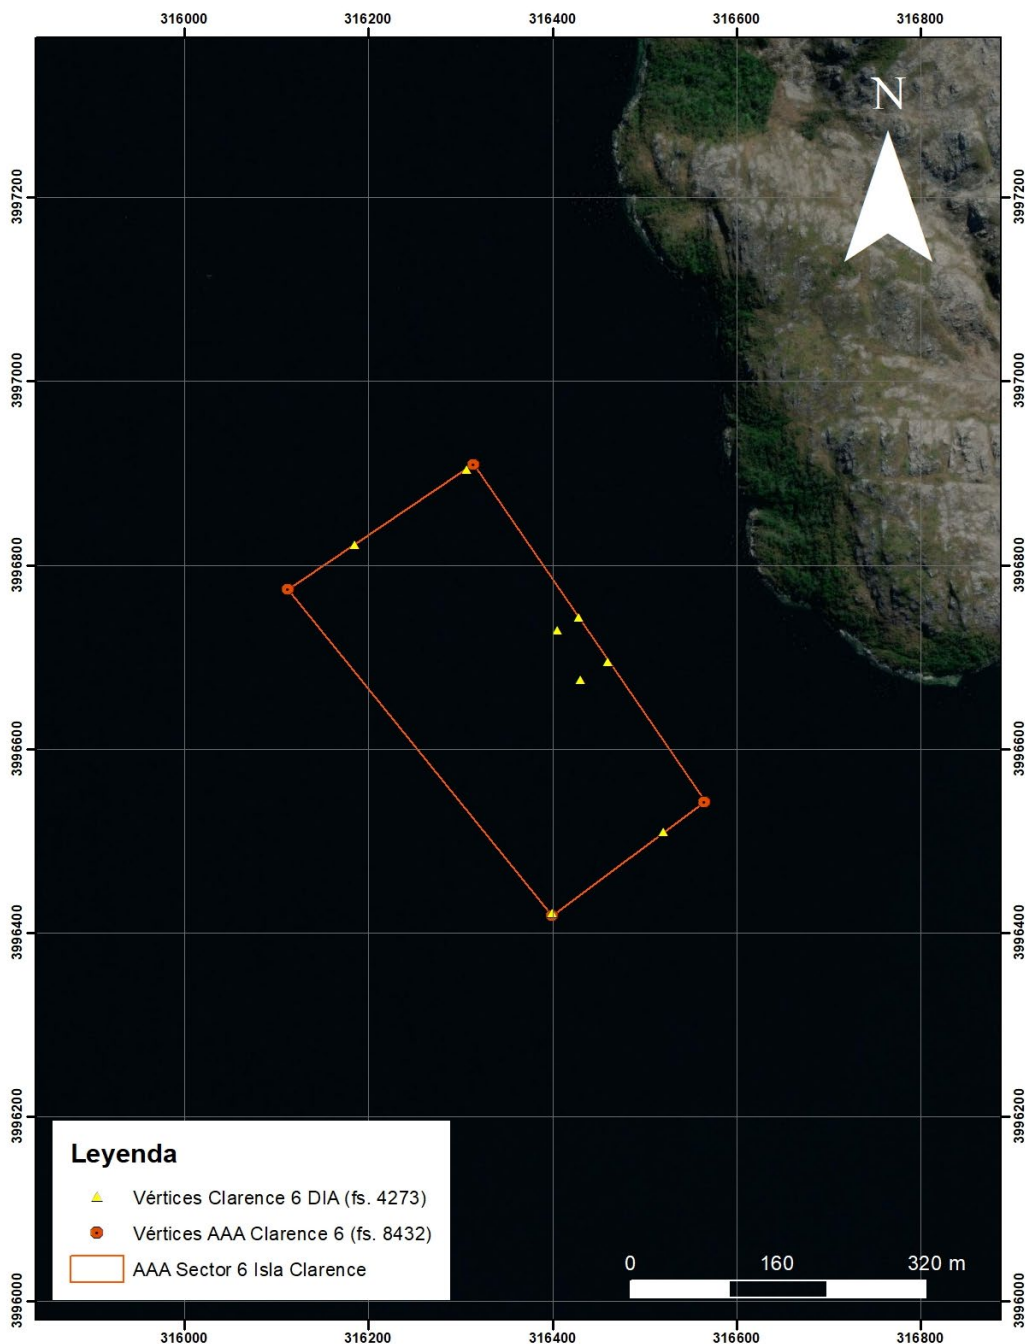 316000 316200 316400 316600 316800
N
3997200 3997200
3997000 3997000
3996800 3996800
3996600 3996600
3996400 3996400
3996200 3996200
3996000 3996000
Leyenda
Vértices Clarence 6 DIA (fs. 4273)
Vértices AAA Clarence 6 (fs. 8432)
AAA Sector 6 Isla Clarence
0 160 320 m
316000 316200 316400 316600 316800